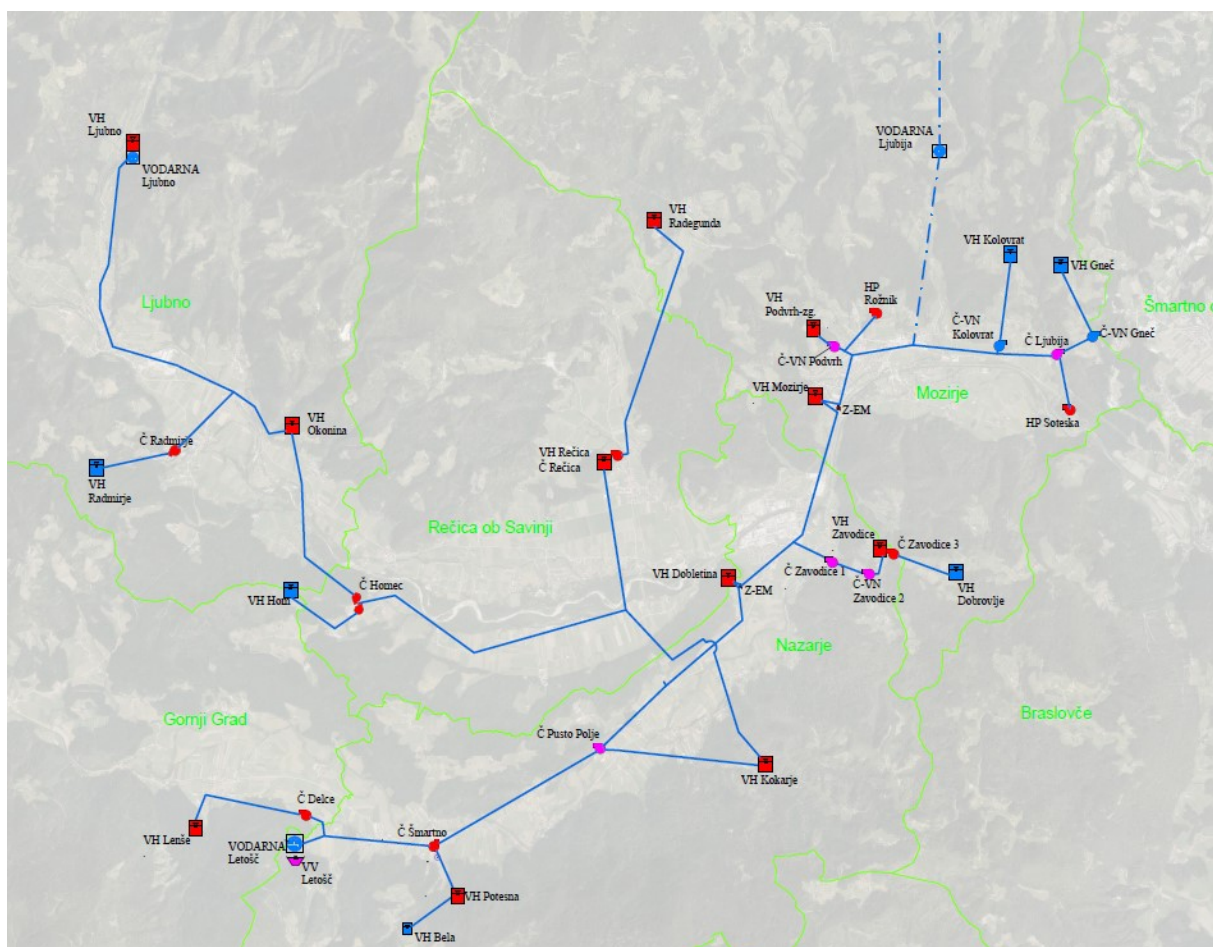 VH
Ljubno
VODARNA
Ljubno
VODARNA
Ljubija
VH
Radegunda
VH Kolovrat
VH Gneč
Ljubno
VH
Podvrh-zg.
HP
Rožnik
Šmartno
Č-VN
Kolovrat
Č-VN Gneč
Č Ljubija
Č-VN Podvrh
VH Mozirje
Mozirje
Z-EM
HP Soteska
VH
Okonina
Č Radmirje
VH
Radmirje
VH Rečica
Č Rečica
Rečica ob Savinji
VH
Zavodice
Č Zavodice 3
VH Dobletina
Č Zavodice 1
Z-EM
Č-VN
Zavodice 2
VH
Dobrovlje
Č Homec
VH Hom
Nazarje
Gornji Grad
Braslovče
Č Pusto Polje
VH Kokarje
Č Delce
VH Lenše
VODARNA
Letošč
Č Šmartno
VV
Letošč
VH Potesna
VH Bela